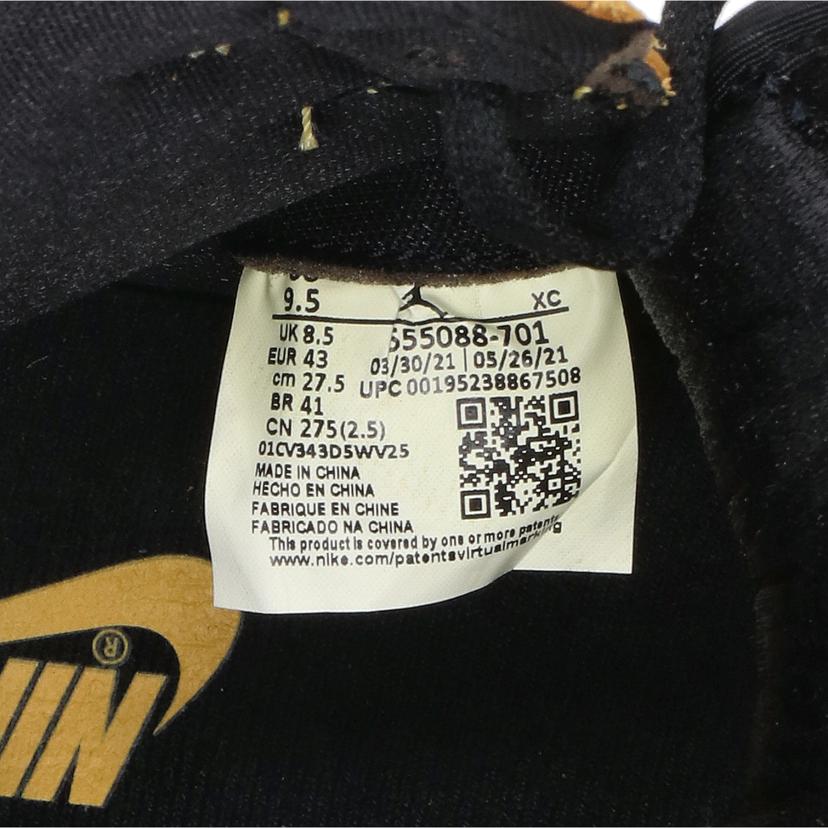 9.5
XC
UK 8.5
EUR 43
cm 27.5
BR 41
CN 275(2.5)
555088-701
03/30/21 | 05/26/21
UPC 00195238867508
01CV343D5WV25
MADE IN CHINA
HECHO EN CHINA
FABRIQUE EN CHINE
FABRICADO NA CHINA
This product is covered by one or more patents
www.nike.com/patentsvirtualmarking
NI
®